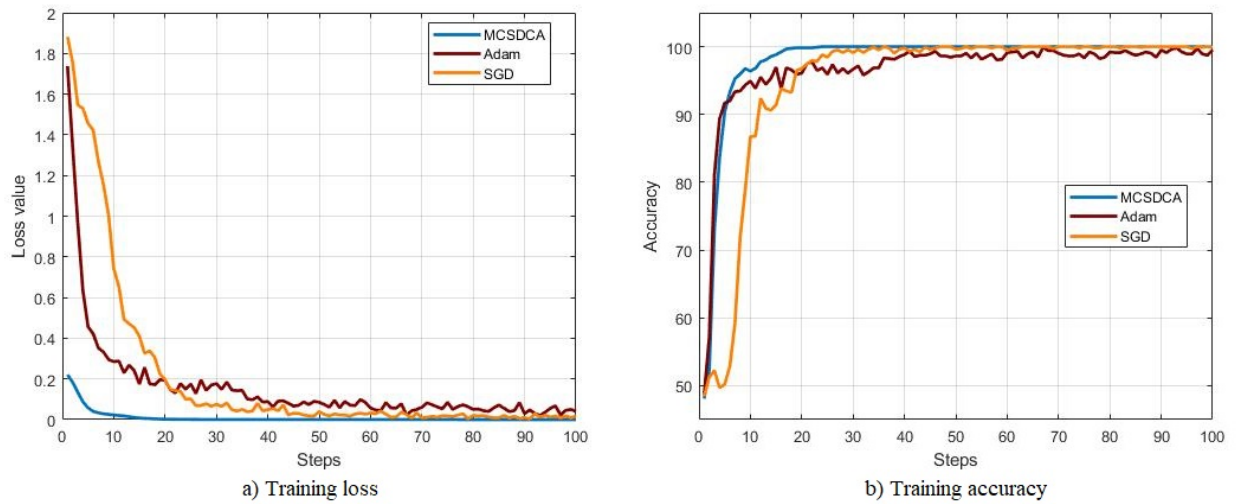 2
1.8
1.6
1.4
1.2
1
0.8
0.6
0.4
0.2
0
Loss value
MCSDCA
Adam
SGD
0 10 20 30 40 50 60 70 80 90 100
Steps
a) Training loss
100
90
80
70
60
50
Accuracy
MCSDCA
Adam
SGD
0 10 20 30 40 50 60 70 80 90 100
Steps
b) Training accuracy